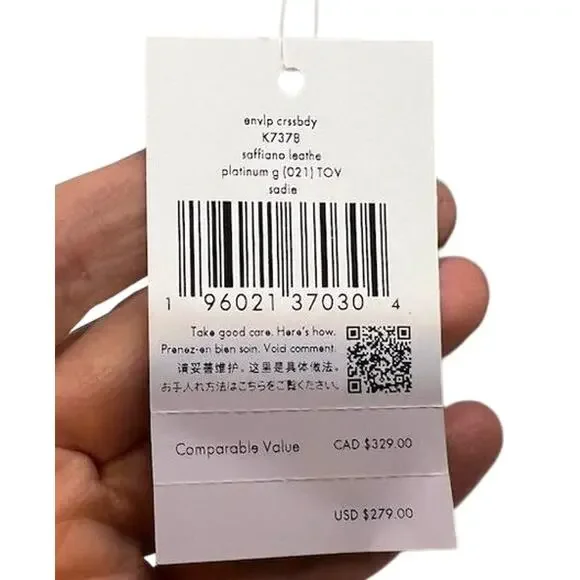 envlp crssbdy
K7378
saffiano leathe
platinum g (021) TOV
sadie
1 96021 37030 4
Take good care. Here's how.
Prenez-en bien soin. Void comment.
请妥善维护。这里是具体做法。
お手入れ方法はこちらをご覧ください。
Comparable Value CAD $329.00
USD $279.00